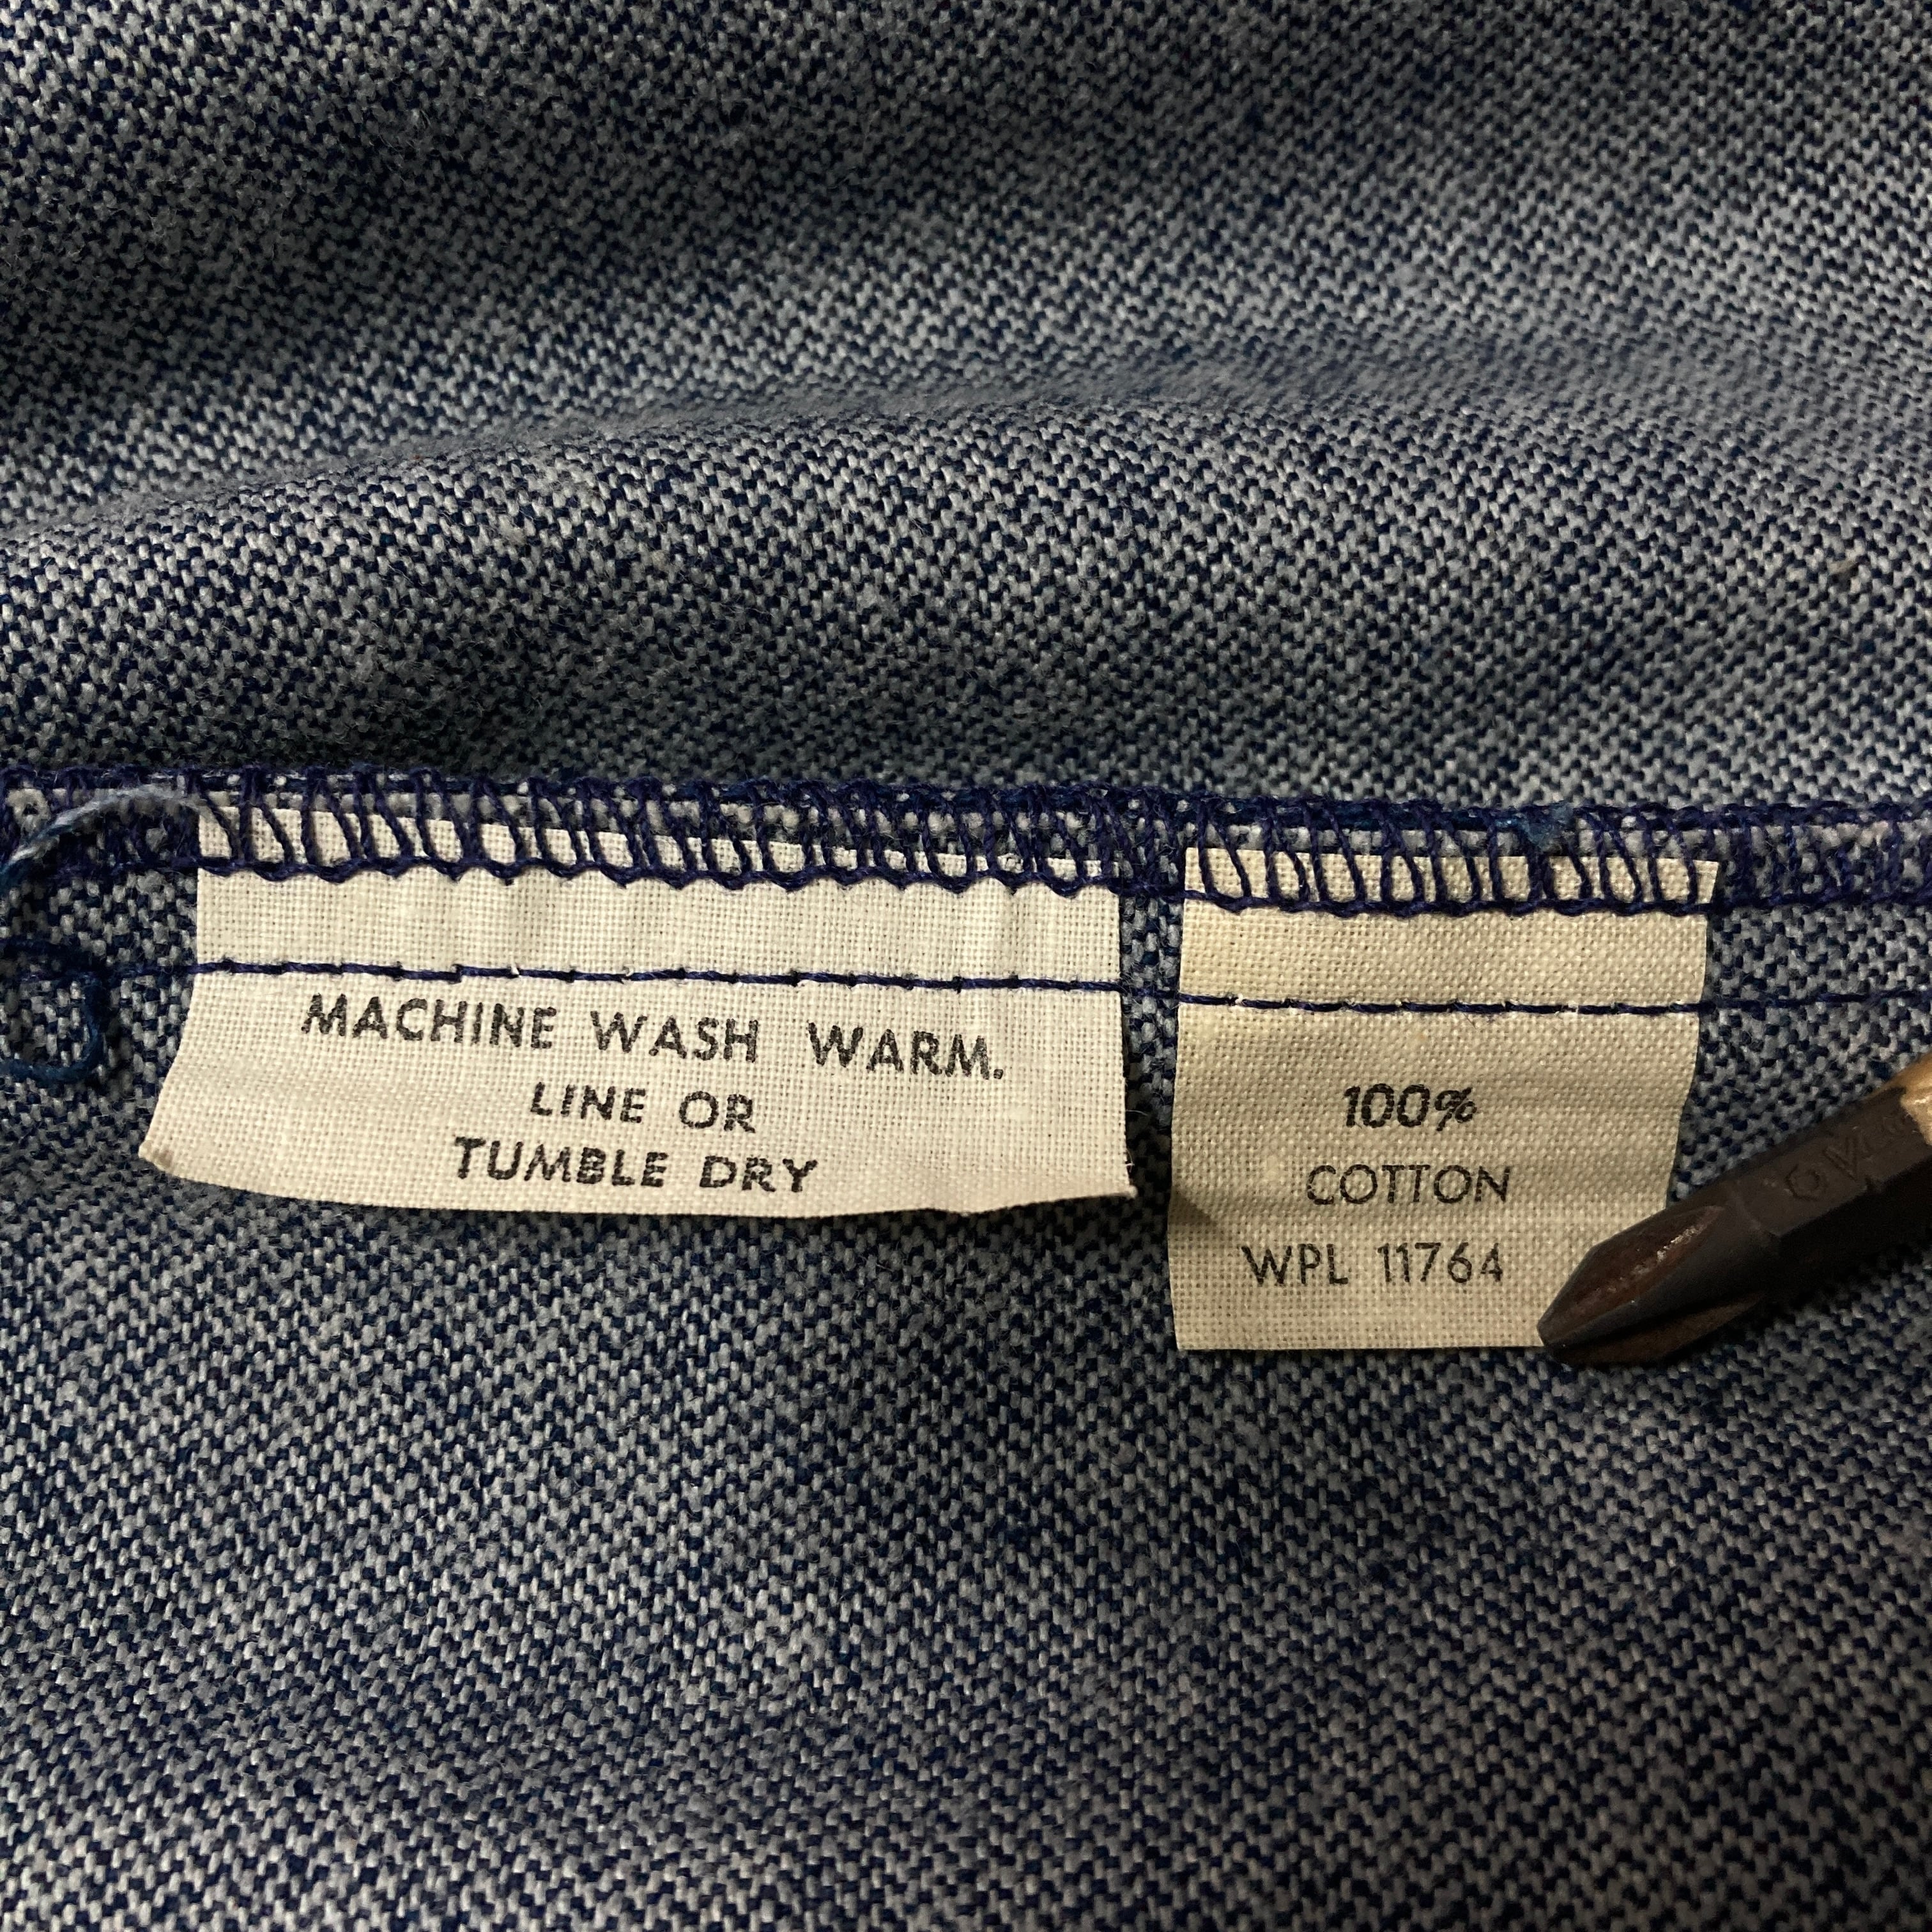 MACHINE WASH WARM.
LINE OR
TUMBLE DRY
100%
COTTON
WPL 11764